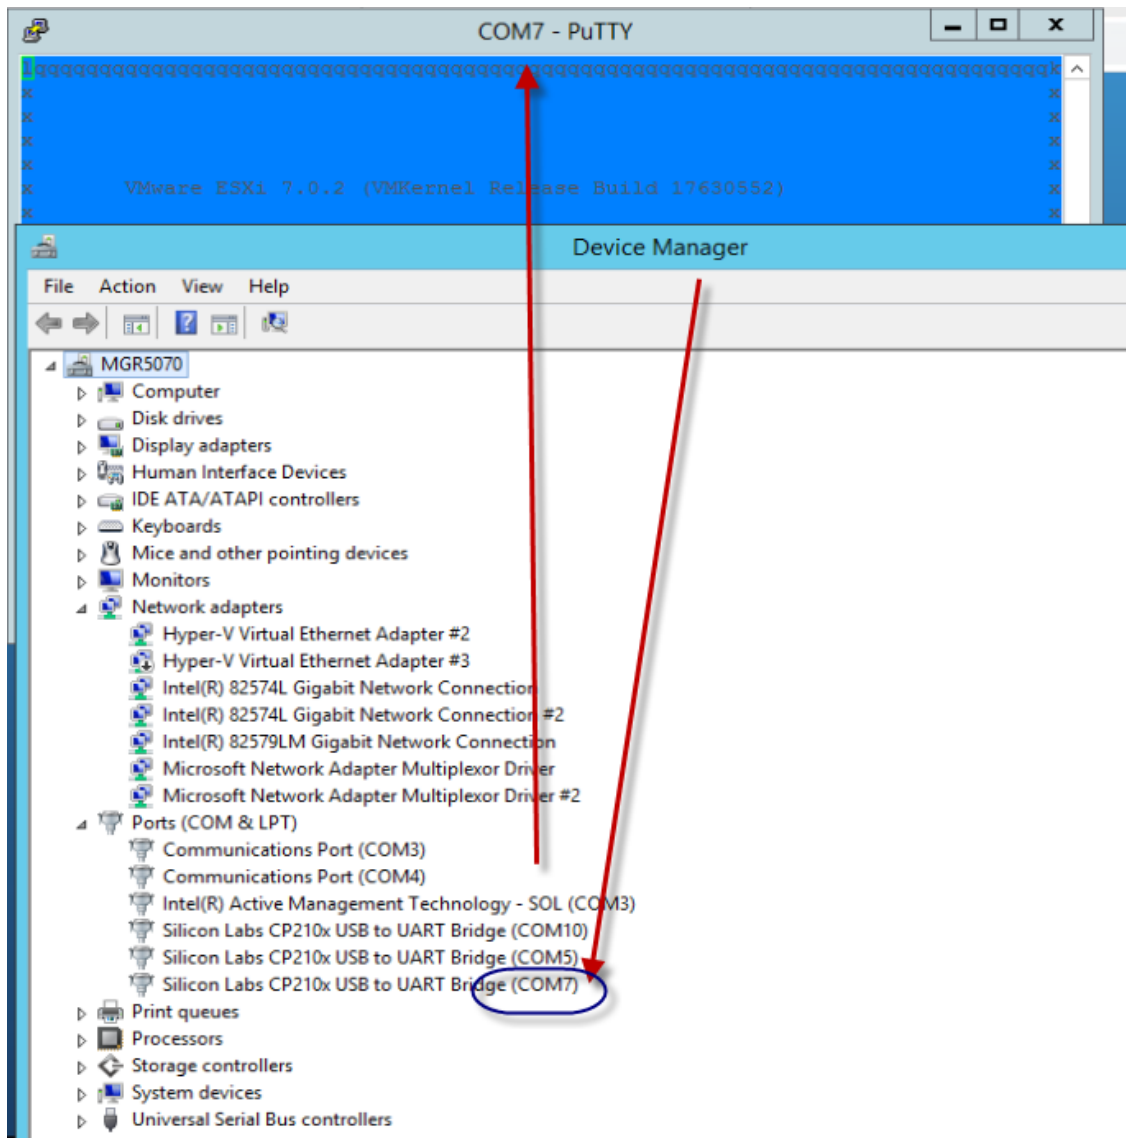 COM7 - PuTTY
lqqqqqqqqqqqqqqqqqqqqqqqqqqqqqqqqqqqqqqqqqqqqqqqqqqqqqqqqqqqqqqqqqqqqqqqqqqqqqqk
x x
x x
x x
x x
x VMware ESXi 7.0.2 (VMKernel Release Build 17630552) x
x x
Device Manager
File Action View Help
MGR5070
Computer
Disk drives
Display adapters
Human Interface Devices
IDE ATA/ATAPI controllers
Keyboards
Mice and other pointing devices
Monitors
Network adapters
Hyper-V Virtual Ethernet Adapter #2
Hyper-V Virtual Ethernet Adapter #3
Intel(R) 82574L Gigabit Network Connection
Intel(R) 82574L Gigabit Network Connection #2
Intel(R) 82579LM Gigabit Network Connection
Microsoft Network Adapter Multiplexor Driver
Microsoft Network Adapter Multiplexor Driver #2
Ports (COM & LPT)
Communications Port (COM3)
Communications Port (COM4)
Intel(R) Active Management Technology - SOL (COM3)
Silicon Labs CP210x USB to UART Bridge (COM10)
Silicon Labs CP210x USB to UART Bridge (COM5)
Silicon Labs CP210x USB to UART Bridge (COM7)
Print queues
Processors
Storage controllers
System devices
Universal Serial Bus controllers